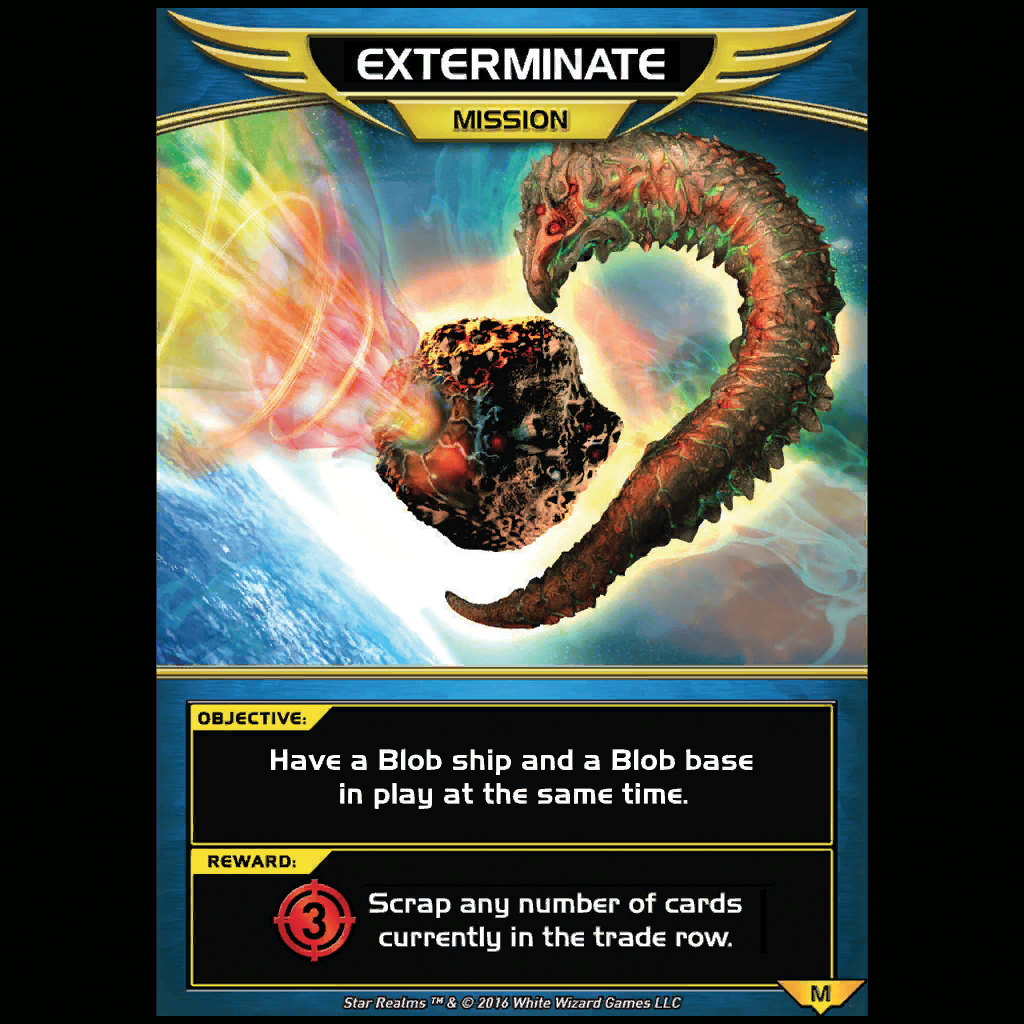 EXTERMINATE
MISSION
OBJECTIVE:
Have a Blob ship and a Blob base
in play at the same time.
REWARD:
3
Scrap any number of cards
currently in the trade row.
M
Star Realms ™ & © 2016 White Wizard Games LLC